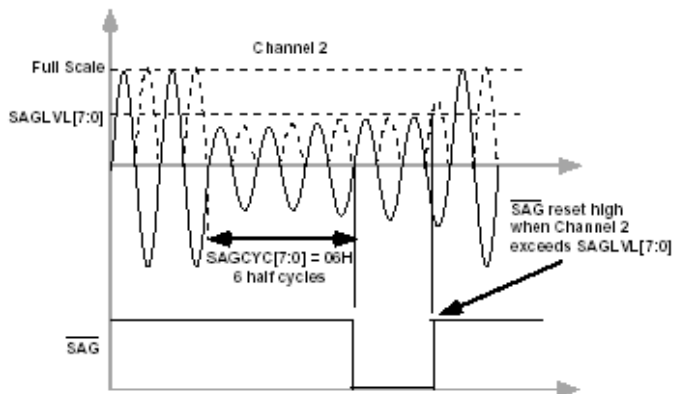 Channel 2
Full Scale
SAGLVL[7:0]
SAGCYC[7:0] = 06H
6 half cycles
SAG reset high
when Channel 2
exceeds SAGLVL[7:0]
SAG